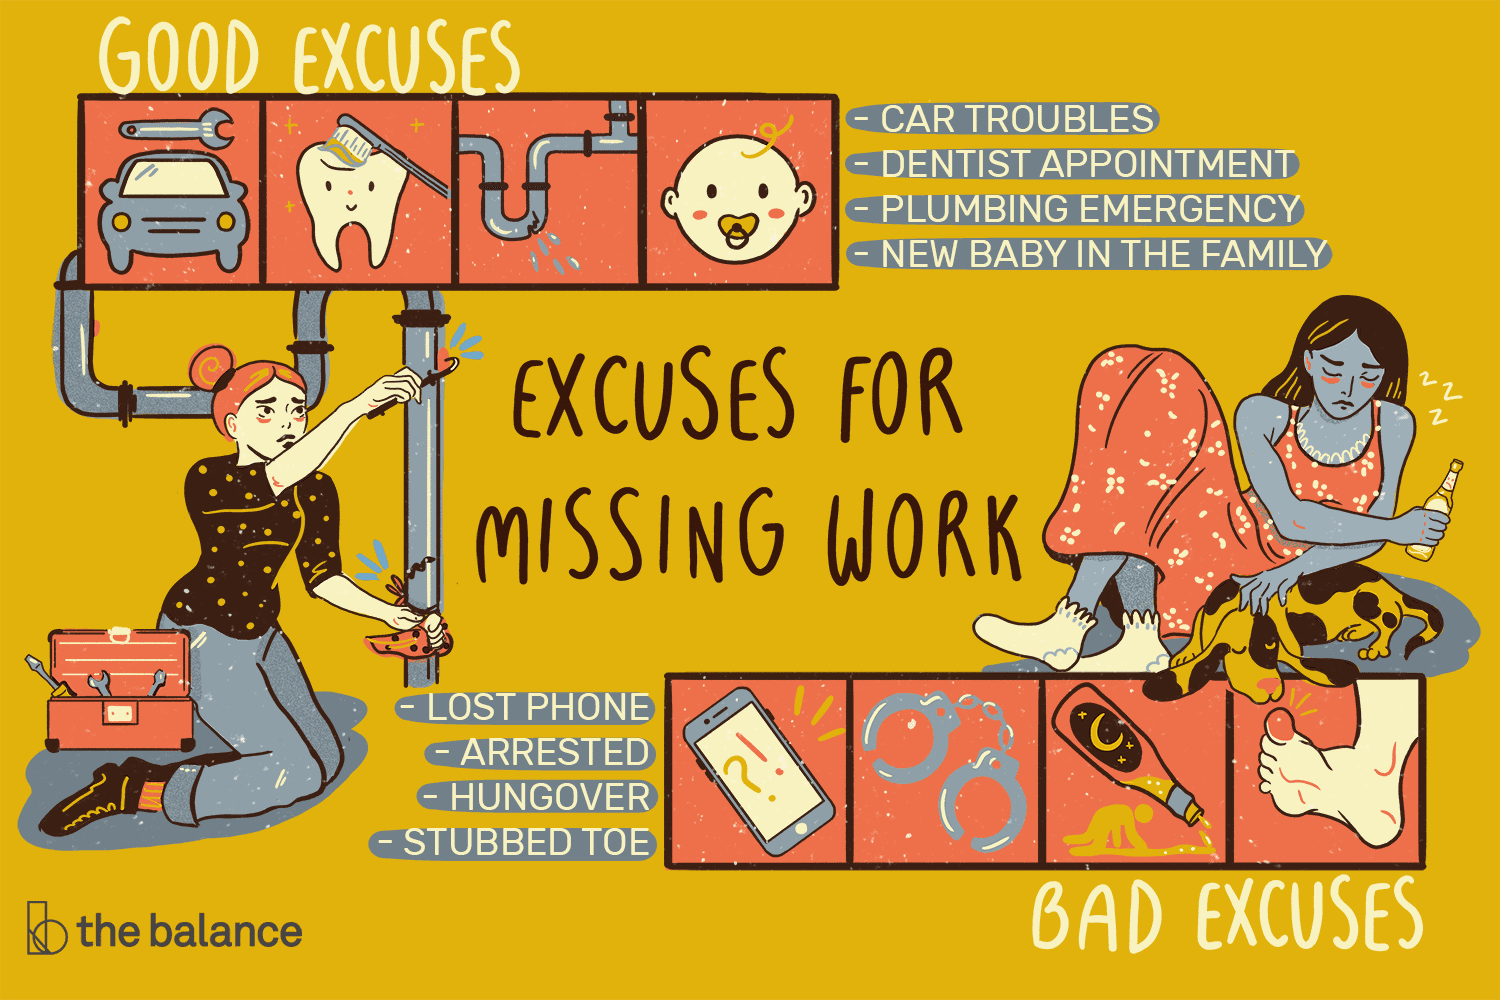 GOOD EXCUSES
- CAR TROUBLES
- DENTIST APPOINTMENT
- PLUMBING EMERGENCY
- NEW BABY IN THE FAMILY
EXCUSES FOR
MISSING WORK
Z
Z
Z
- LOST PHONE
- ARRESTED
- HUNGOVER
- STUBBED TOE
?!
BAD EXCUSES
the balance